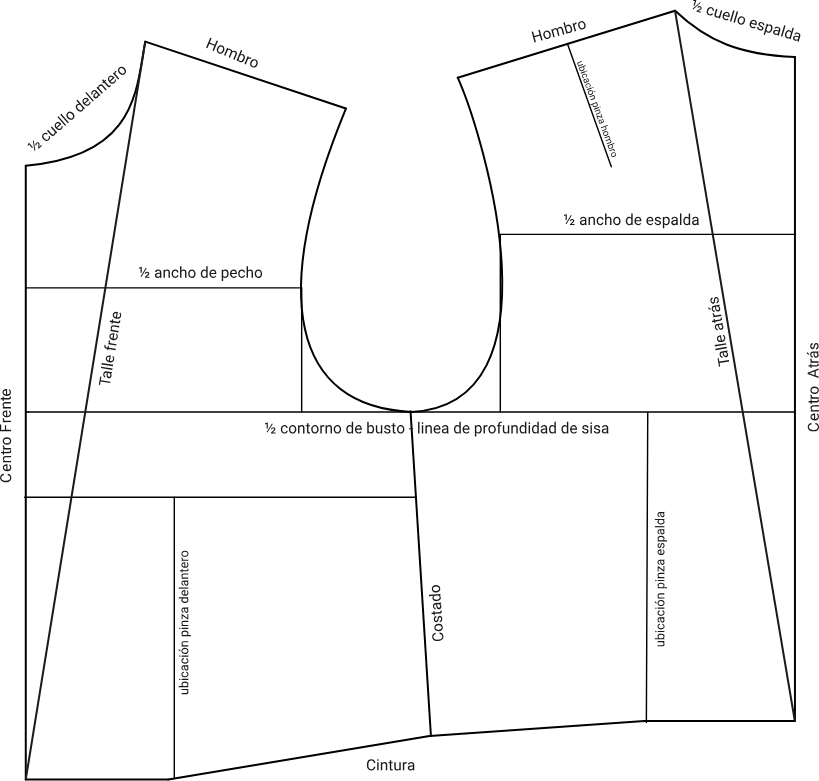 ½ cuello espalda
Hombro
Hombro
½ cuello delantero
ubicación pinza hombro
½ ancho de espalda
½ ancho de pecho
Talle frente
Talle atrás
Centro Frente
Centro Atrás
½ contorno de busto - linea de profundidad de sisa
ubicación pinza delantero
Costado
ubicación pinza espalda
Cintura